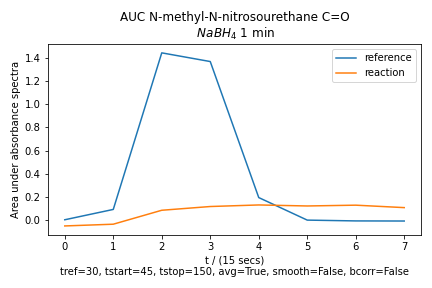 AUC N-methyl-N-nitrosourethane C=O
NaBH4 1 min
reference
reaction
Area under absorbance spectra
1.4
1.2
1.0
0.8
0.6
0.4
0.2
0.0
0 1 2 3 4 5 6 7
t / (15 secs)
tref=30, tstart=45, tstop=150, avg=True, smooth=False, bcorr=False